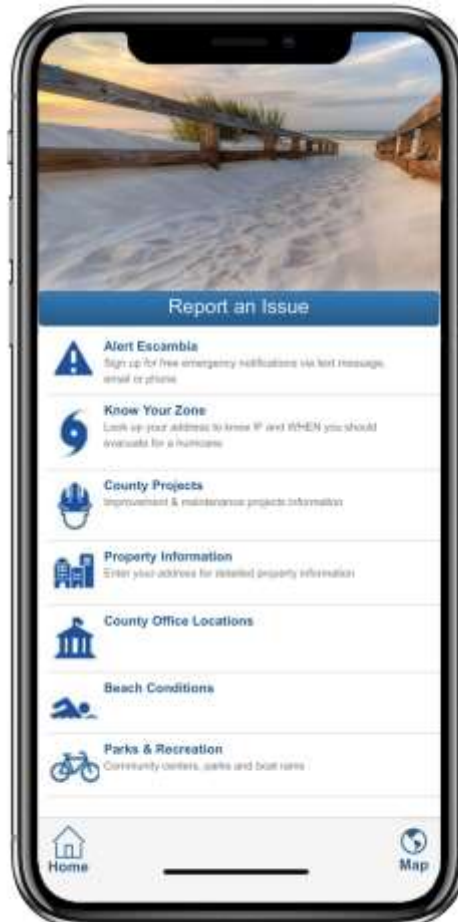 Report an Issue
Alert Escambia
Sign up for free emergency notifications via text message,
email or phone
Know Your Zone
Look up your address to know IF and WHEN you should
evacuate for a hurricane
County Projects
Improvement & maintenance projects information
Property Information
Enter your address for detailed property information
County Office Locations
Beach Conditions
Parks & Recreation
Community centers, parks and boat
Home
Map